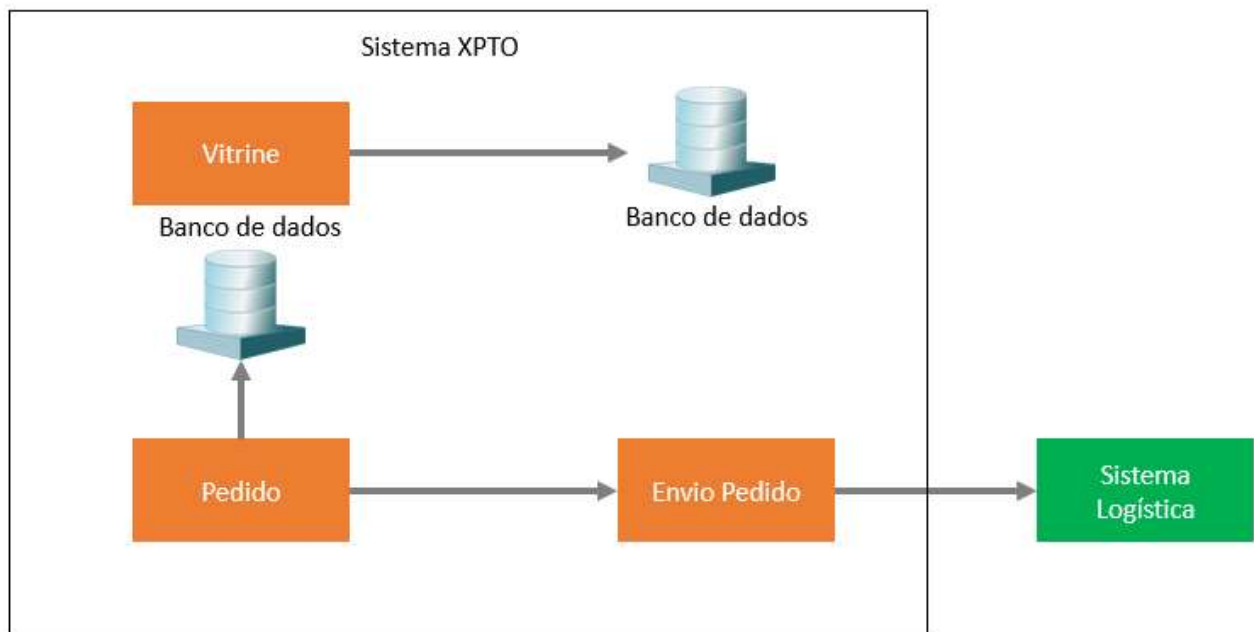 Sistema XPTO
Vitrine
Banco de dados
Banco de dados
Pedido
Envio Pedido
Sistema
Logística